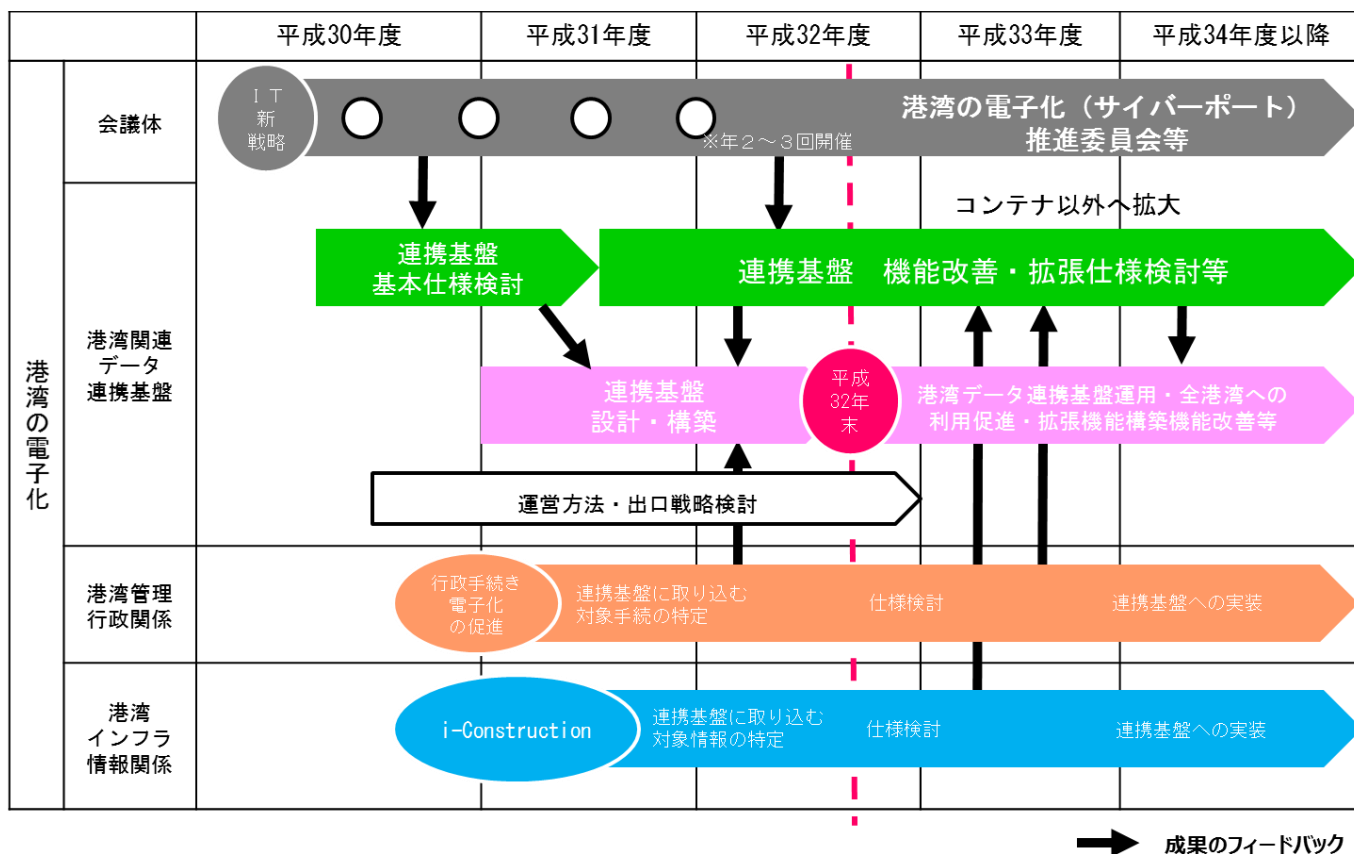 平成30年度
平成31年度
平成32年度
平成33年度
平成34年度以降
港湾の電子化
会議体
ＩＴ
新
戦略
※年２～３回開催
港湾の電子化（サイバーポート）
推進委員会等
港湾関連
データ
連携基盤
コンテナ以外へ拡大
連携基盤
基本仕様検討
連携基盤　機能改善・拡張仕様検討等
連携基盤
設計・構築
平成
32年
末
港湾データ連携基盤運用・全港湾への
利用促進・拡張機能構築機能改善等
運営方法・出口戦略検討
港湾管理
行政関係
行政手続き
電子化
の促進
連携基盤に取り込む
対象手続の特定
仕様検討
連携基盤への実装
港湾
インフラ
情報関係
i-Construction
連携基盤に取り込む
対象情報の特定
仕様検討
連携基盤への実装
成果のフィードバック